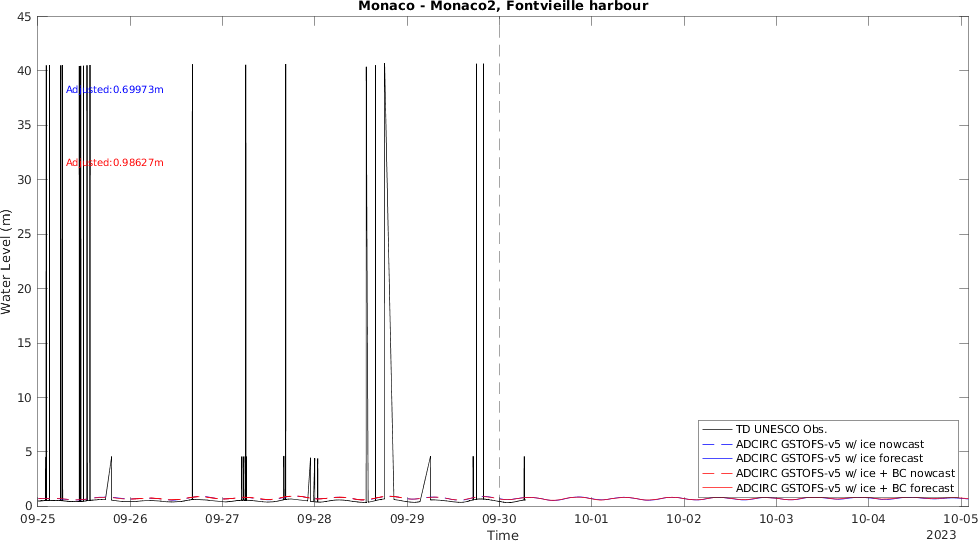 Monaco - Monaco2, Fontvieille harbour
45
40
35
30
25
20
15
10
5
0
Water Level (m)
Adjusted:0.69973m
Adjusted:0.98627m
TD UNESCO Obs.
ADCIRC GSTOFS-v5 w/ ice nowcast
ADCIRC GSTOFS-v5 w/ ice forecast
ADCIRC GSTOFS-v5 w/ ice + BC nowcast
ADCIRC GSTOFS-v5 w/ ice + BC forecast
09-25 09-26 09-27 09-28 09-29 09-30 10-01 10-02 10-03 10-04 10-05
Time
2023